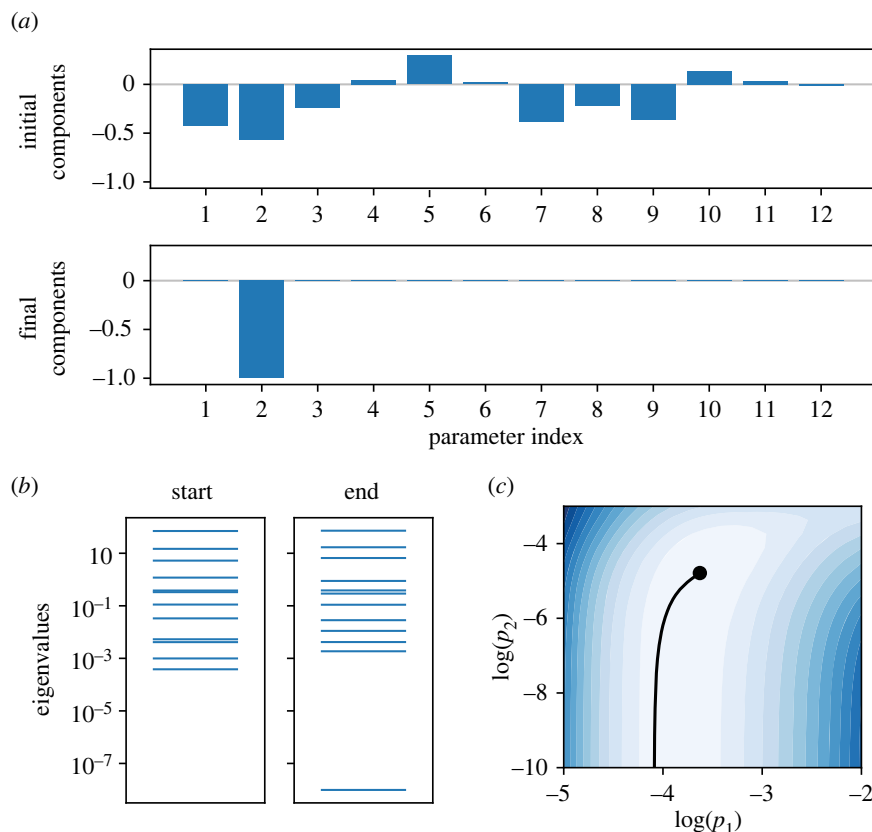 (a)
initial
components
0
−0.5
−1.0
1 2 3 4 5 6 7 8 9 10 11 12
final
components
0
−0.5
−1.0
1 2 3 4 5 6 7 8 9 10 11 12
parameter index
(b)
start end
eigenvalues
10
10⁻¹
10⁻³
10⁻⁵
10⁻⁷
(c)
log(p₂)
−4
−6
−8
−10
−5 −4 −3 −2
log(p₁)